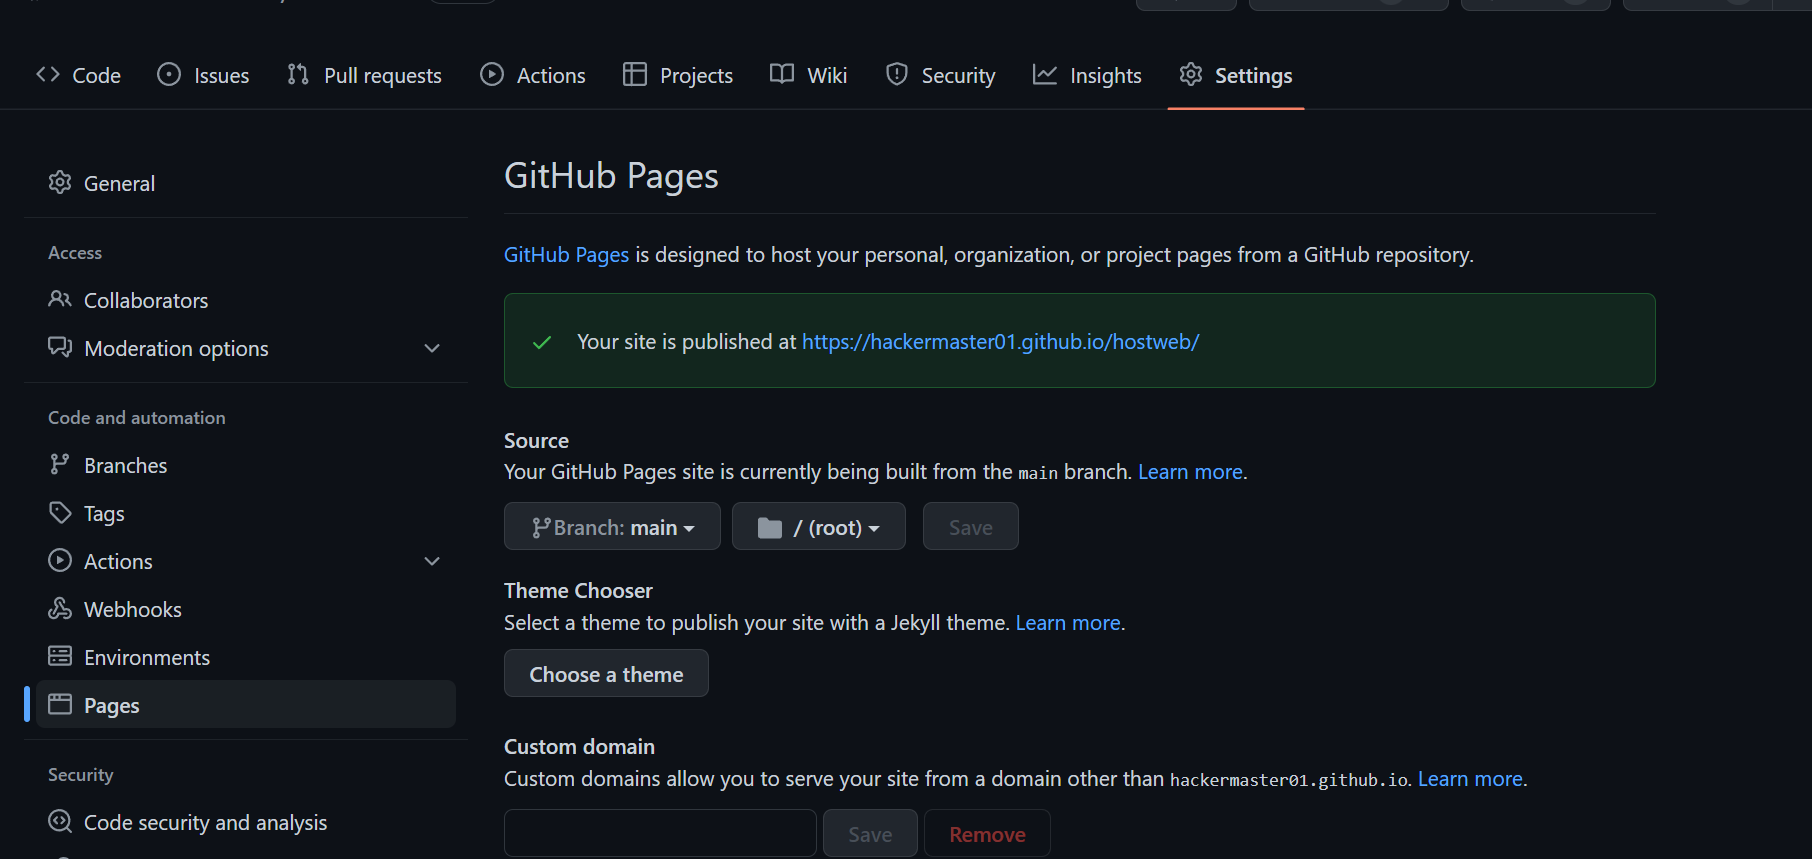 Code Issues Pull requests Actions Projects Wiki Security Insights Settings
General
Access
Collaborators
Moderation options
Code and automation
Branches
Tags
Actions
Webhooks
Environments
Pages
Security
Code security and analysis
GitHub Pages
GitHub Pages is designed to host your personal, organization, or project pages from a GitHub repository.
Your site is published at https://hackermaster01.github.io/hostweb/
Source
Your GitHub Pages site is currently being built from the main branch. Learn more.
Branch: main / (root) Save
Theme Chooser
Select a theme to publish your site with a Jekyll theme. Learn more.
Choose a theme
Custom domain
Custom domains allow you to serve your site from a domain other than hackermaster01.github.io. Learn more.
Save Remove